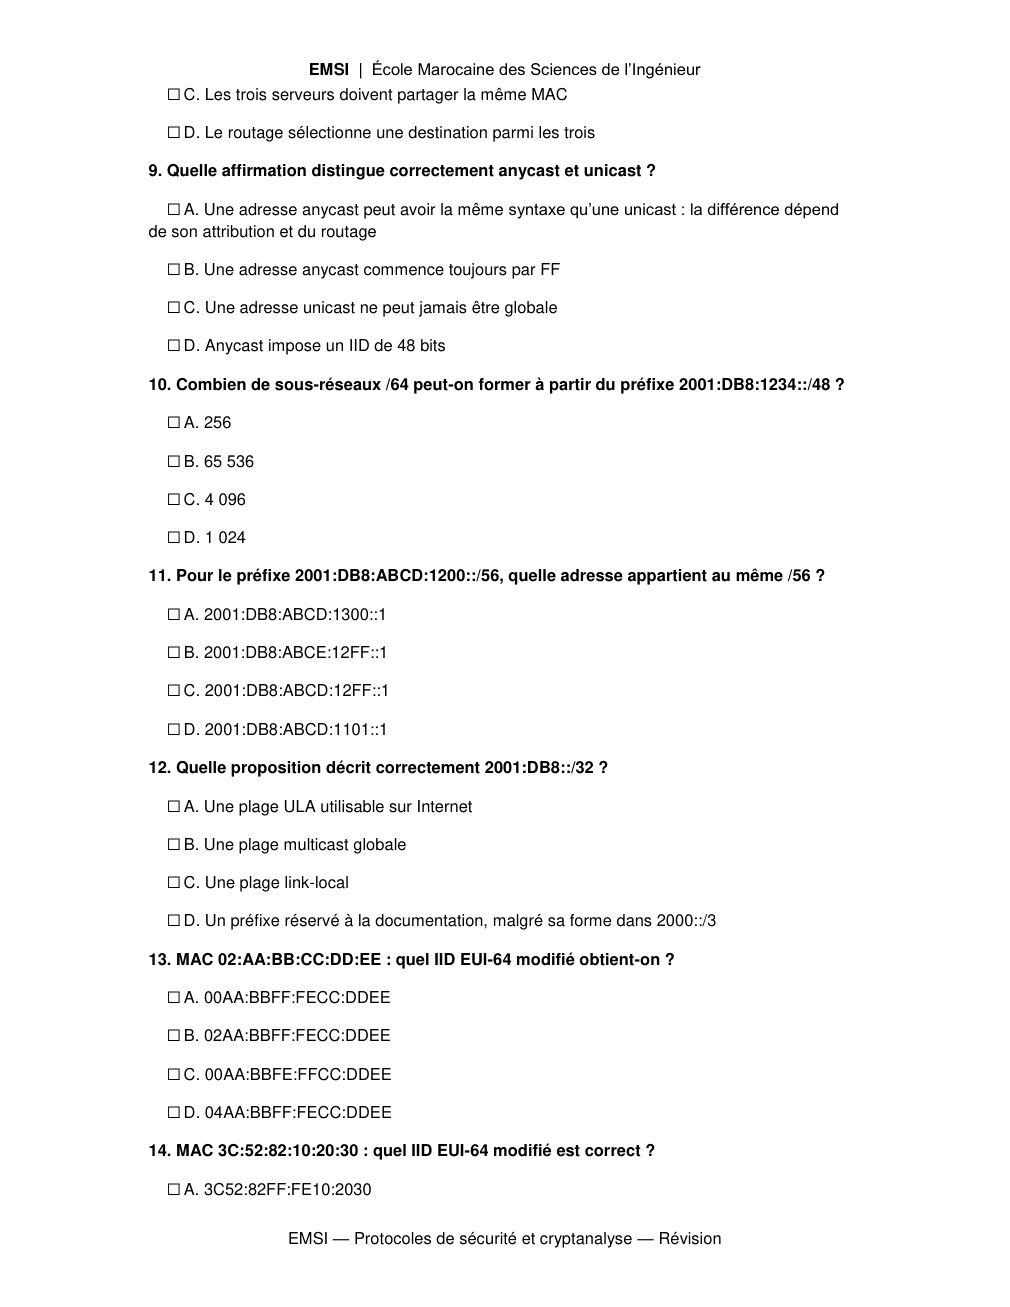 EMSI | École Marocaine des Sciences de l'Ingénieur
☐ C. Les trois serveurs doivent partager la même MAC
☐ D. Le routage sélectionne une destination parmi les trois
9. Quelle affirmation distingue correctement anycast et unicast ?
☐ A. Une adresse anycast peut avoir la même syntaxe qu'une unicast : la différence dépend
de son attribution et du routage
☐ B. Une adresse anycast commence toujours par FF
☐ C. Une adresse unicast ne peut jamais être globale
☐ D. Anycast impose un IID de 48 bits
10. Combien de sous-réseaux /64 peut-on former à partir du préfixe 2001:DB8:1234::/48 ?
☐ A. 256
☐ B. 65 536
☐ C. 4 096
☐ D. 1 024
11. Pour le préfixe 2001:DB8:ABCD:1200::/56, quelle adresse appartient au même /56 ?
☐ A. 2001:DB8:ABCD:1300::1
☐ B. 2001:DB8:ABCE:12FF::1
☐ C. 2001:DB8:ABCD:12FF::1
☐ D. 2001:DB8:ABCD:1101::1
12. Quelle proposition décrit correctement 2001:DB8::/32 ?
☐ A. Une plage ULA utilisable sur Internet
☐ B. Une plage multicast globale
☐ C. Une plage link-local
☐ D. Un préfixe réservé à la documentation, malgré sa forme dans 2000::/3
13. MAC 02:AA:BB:CC:DD:EE : quel IID EUI-64 modifié obtient-on ?
☐ A. 00AA:BBFF:FECC:DDEE
☐ B. 02AA:BBFF:FECC:DDEE
☐ C. 00AA:BBFE:FFCC:DDEE
☐ D. 04AA:BBFF:FECC:DDEE
14. MAC 3C:52:82:10:20:30 : quel IID EUI-64 modifié est correct ?
☐ A. 3C52:82FF:FE10:2030
EMSI — Protocoles de sécurité et cryptanalyse — Révision